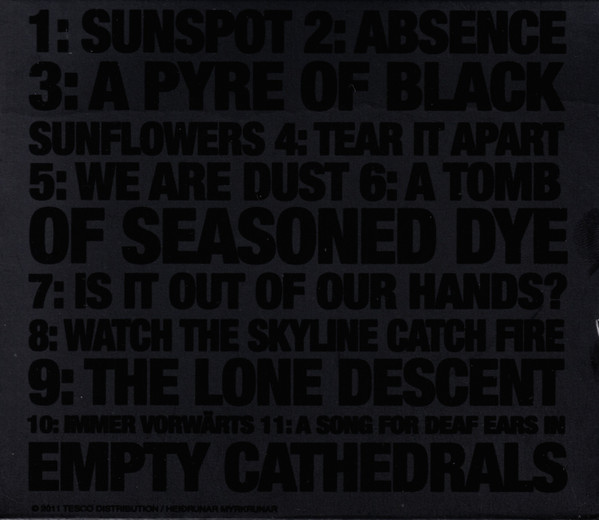 1: SUNSPOT 2: ABSENCE
3: A PYRE OF BLACK
SUNFLOWERS 4: TEAR IT APART
5: WE ARE DUST 6: A TOMB
OF SEASONED DYE
7: IS IT OUT OF OUR HANDS?
8: WATCH THE SKYLINE CATCH FIRE
9: THE LONE DESCENT
10: IMMER VORWÄRTS 11: A SONG FOR DEAF EARS IN
EMPTY CATHEDRALS
© 2011 TESCO DISTRIBUTION / HEIDRUNAR MYRKRUNAR